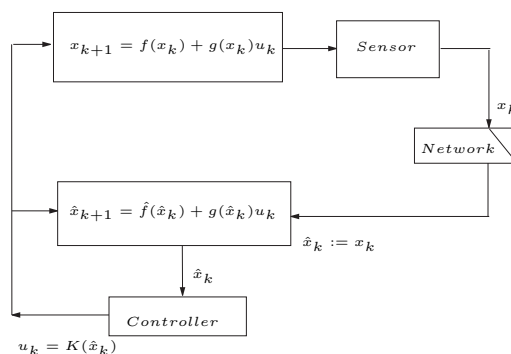 x_{k+1} = f(x_k) + g(x_k)u_k
Sensor
x_k
Network
x̂_{k+1} = f̂(x̂_k) + g(x̂_k)u_k
x̂_k := x_k
x̂_k
Controller
u_k = K(x̂_k)